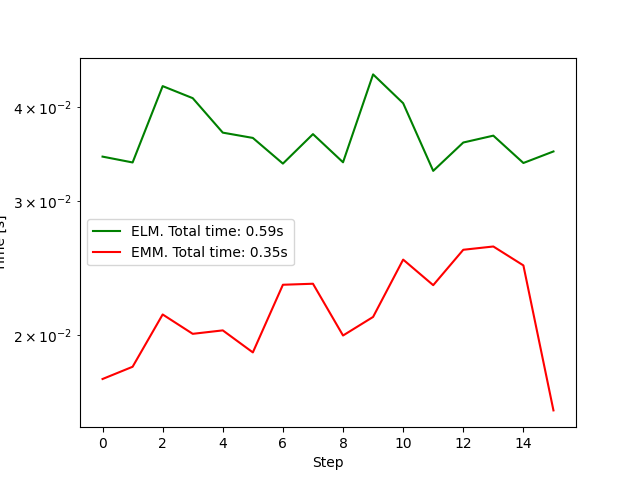 4 × 10⁻²
3 × 10⁻²
2 × 10⁻²
[s]
ELM. Total time: 0.59s
EMM. Total time: 0.35s
0 2 4 6 8 10 12 14
Step